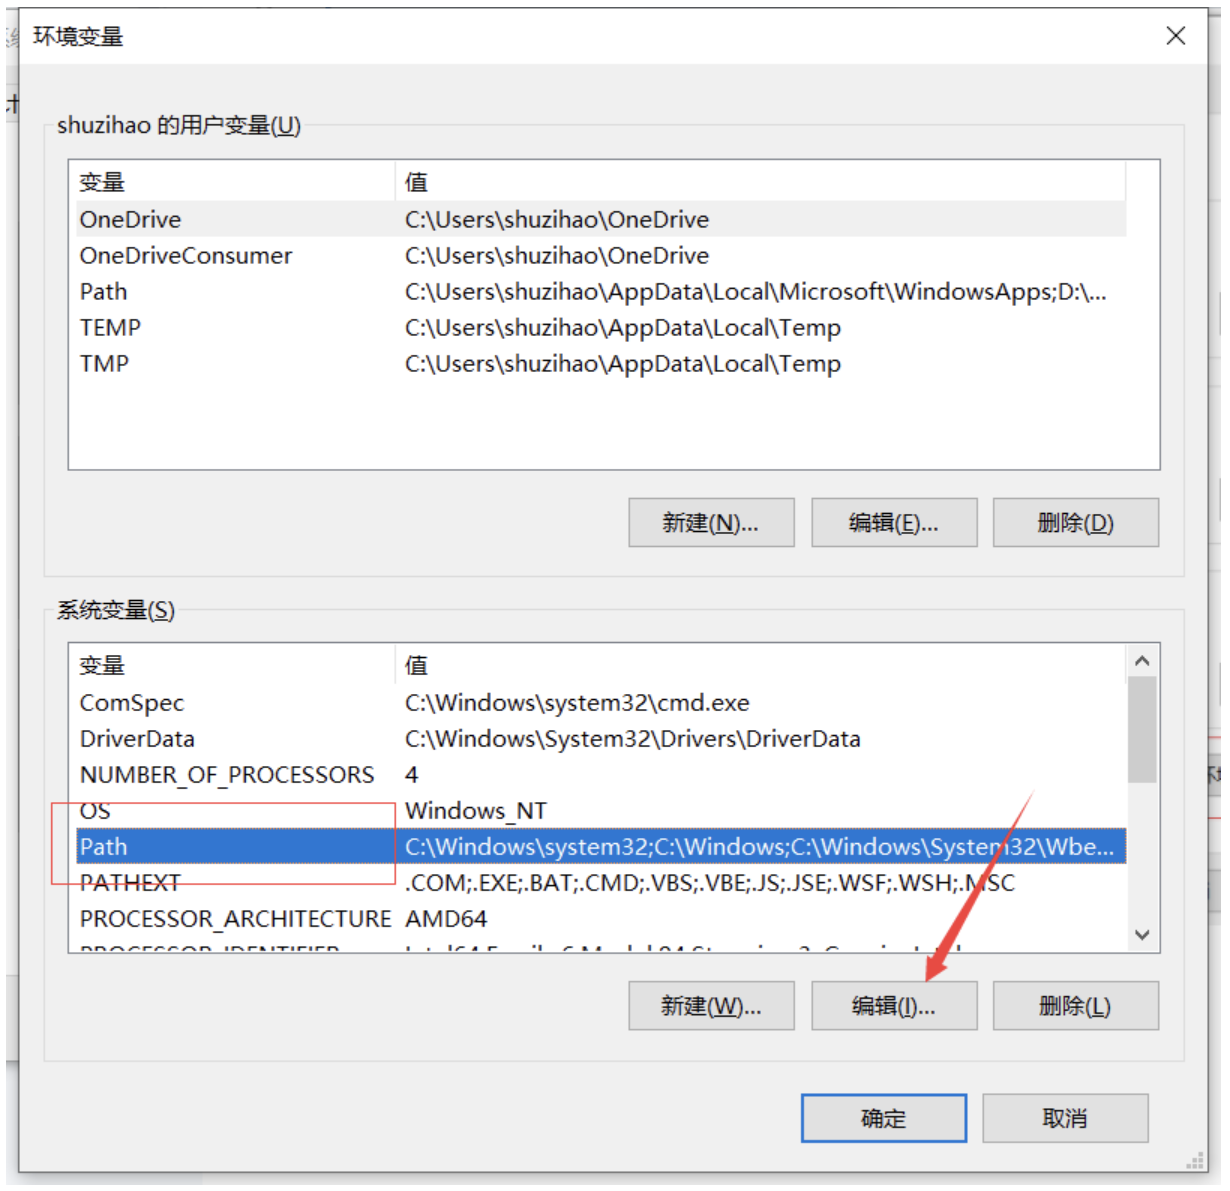 环境变量
shuzihao 的用户变量(U)
变量 值
OneDrive C:\Users\shuzihao\OneDrive
OneDriveConsumer C:\Users\shuzihao\OneDrive
Path C:\Users\shuzihao\AppData\Local\Microsoft\WindowsApps;D:\...
TEMP C:\Users\shuzihao\AppData\Local\Temp
TMP C:\Users\shuzihao\AppData\Local\Temp
新建(N)... 编辑(E)... 删除(D)
系统变量(S)
变量 值
ComSpec C:\Windows\system32\cmd.exe
DriverData C:\Windows\System32\Drivers\DriverData
NUMBER_OF_PROCESSORS 4
OS Windows_NT
Path C:\Windows\system32;C:\Windows;C:\Windows\System32\Wbe...
PATHEXT .COM;.EXE;.BAT;.CMD;.VBS;.VBE;.JS;.JSE;.WSF;.WSH;.MSC
PROCESSOR_ARCHITECTURE AMD64
新建(W)... 编辑(I)... 删除(L)
确定 取消